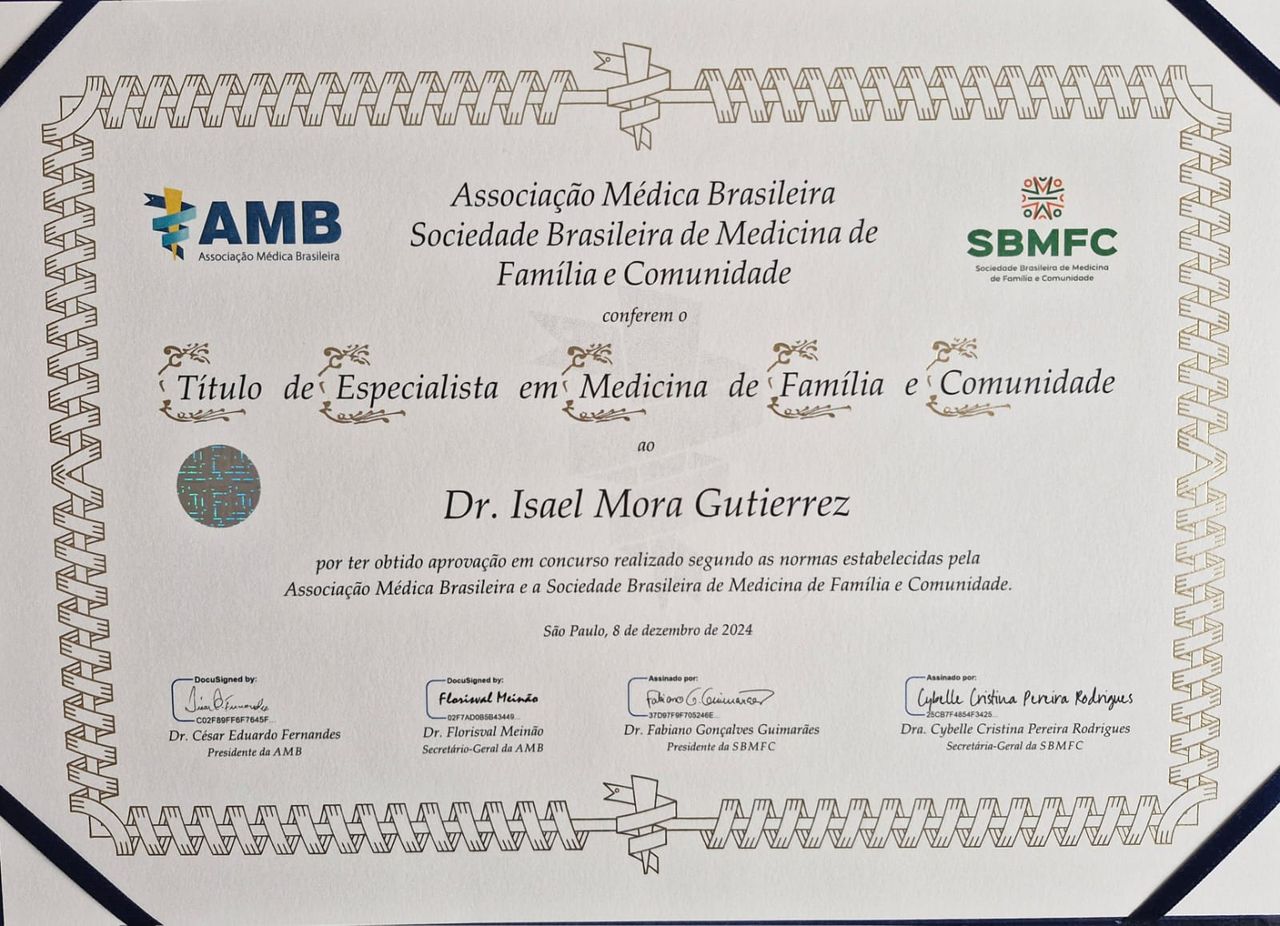 AMB
Associação Médica Brasileira
Associação Médica Brasileira
Sociedade Brasileira de Medicina de
Família e Comunidade
SBMFC
Sociedade Brasileira de Medicina
de Família e Comunidade
conferem o
Título de Especialista em Medicina de Família e Comunidade
ao
Dr. Isael Mora Gutierrez
por ter obtido aprovação em concurso realizado segundo as normas estabelecidas pela
Associação Médica Brasileira e a Sociedade Brasileira de Medicina de Família e Comunidade.
São Paulo, 8 de dezembro de 2024
DocuSigned by:
C02F89FF6F7645F...
Dr. César Eduardo Fernandes
Presidente da AMB
DocuSigned by:
Florisval Meinão
02F7AD0B5B43449...
Dr. Florisval Meinão
Secretário-Geral da AMB
Assinado por:
Fabiano G. Guimarães
37D97F9F705246E...
Dr. Fabiano Gonçalves Guimarães
Presidente da SBMFC
Assinado por:
Cybelle Cristina Pereira Rodrigues
25CB7F4854F3425...
Dra. Cybelle Cristina Pereira Rodrigues
Secretária-Geral da SBMFC